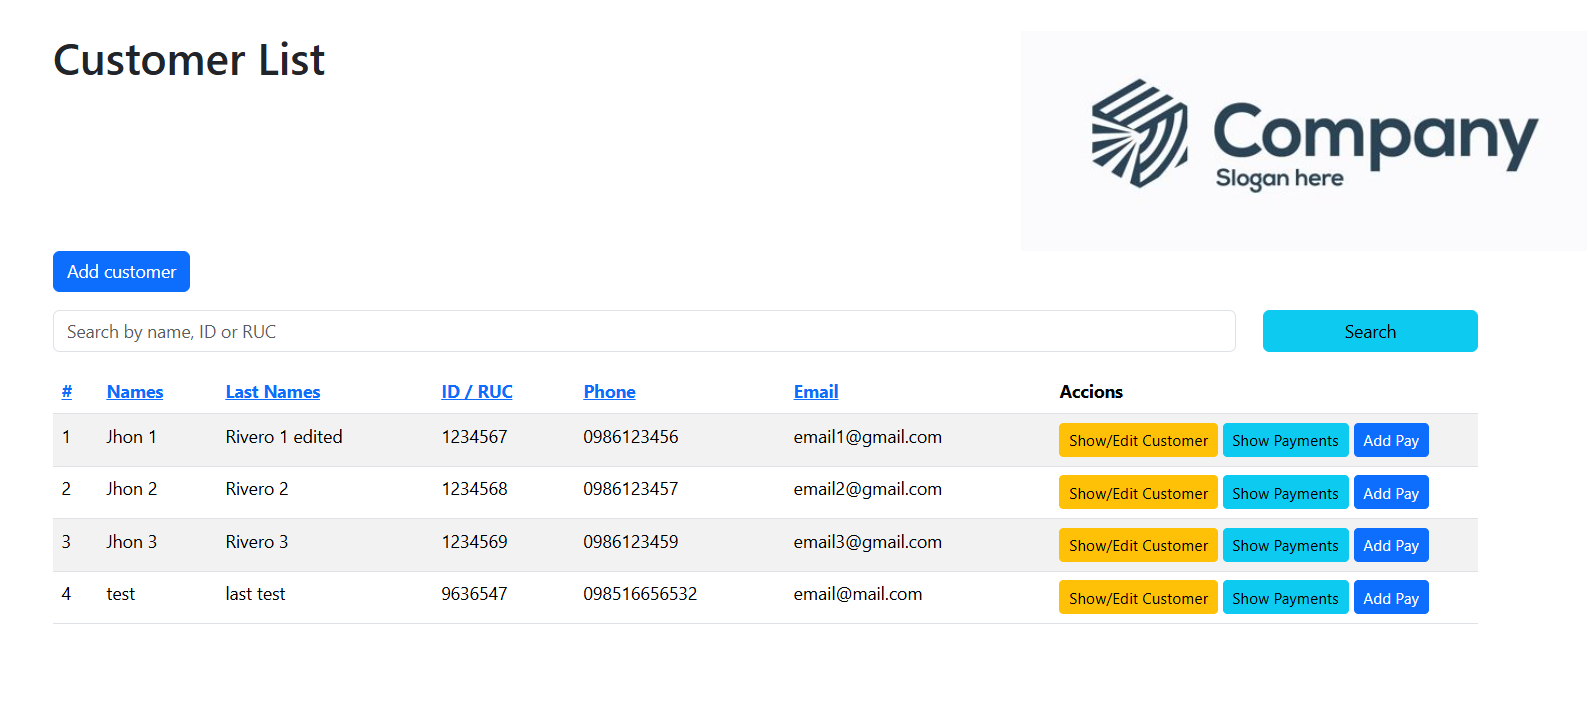 Customer List
Company
Slogan here
Add customer
Search by name, ID or RUC Search
# Names Last Names ID / RUC Phone Email Accions
1 Jhon 1 Rivero 1 edited 1234567 0986123456 email1@gmail.com Show/Edit Customer Show Payments Add Pay
2 Jhon 2 Rivero 2 1234568 0986123457 email2@gmail.com Show/Edit Customer Show Payments Add Pay
3 Jhon 3 Rivero 3 1234569 0986123459 email3@gmail.com Show/Edit Customer Show Payments Add Pay
4 test last test 9636547 098516656532 email@mail.com Show/Edit Customer Show Payments Add Pay